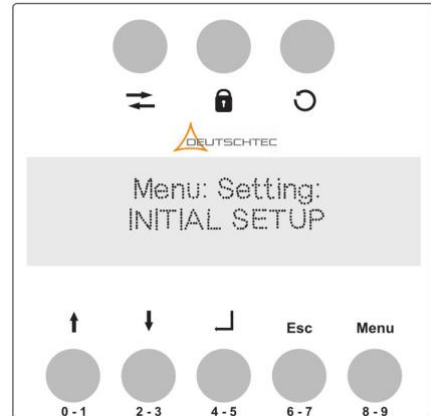 DEUTSCHTEC
Menu: Setting:
INITIAL SETUP
Esc Menu
0 - 1 2 - 3 4 - 5 6 - 7 8 - 9